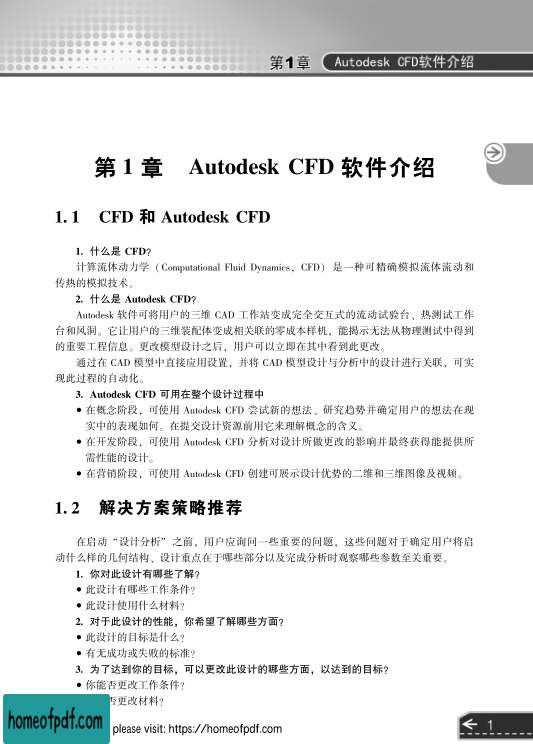 第1章 Autodesk CFD软件介绍
第 1 章 Autodesk CFD 软件介绍
1.1 CFD 和 Autodesk CFD
1. 什么是 CFD?
计算流体动力学（Computational Fluid Dynamics，CFD）是一种可精确模拟流体流动和
传热的模拟技术。
2. 什么是 Autodesk CFD?
Autodesk 软件可将用户的三维 CAD 工作站变成完全交互式的流动试验台、热测试工作
台和风洞。它让用户的三维装配体变成相关联的零成本样机，能揭示无法从物理测试中得到
的重要工程信息。更改模型设计之后，用户可以立即在其中看到此更改。
通过在 CAD 模型中直接应用设置，并将 CAD 模型设计与分析中的设计进行关联，可实
现此过程的自动化。
3. Autodesk CFD 可用在整个设计过程中
● 在概念阶段，可使用 Autodesk CFD 尝试新的想法、研究趋势并确定用户的想法在现
实中的表现如何。在提交设计资源前用它来理解概念的含义。
● 在开发阶段，可使用 Autodesk CFD 分析对设计所做更改的影响并最终获得能提供所
需性能的设计。
● 在营销阶段，可使用 Autodesk CFD 创建可展示设计优势的二维和三维图像及视频。
1.2 解决方案策略推荐
在启动“设计分析”之前，用户应询问一些重要的问题，这些问题对于确定用户将启
动什么样的几何结构、设计重点在于哪些部分以及完成分析时观察哪些参数至关重要。
1. 你对此设计有哪些了解?
● 此设计有哪些工作条件?
● 此设计使用什么材料?
2. 对于此设计的性能，你希望了解哪些方面?
● 此设计的目标是什么?
● 有无成功或失败的标准?
3. 为了达到你的目标，可以更改此设计的哪些方面，以达到的目标?
● 你能否更改工作条件?
否更改材料?
homeofpdf.com
please visit: https://homeofpdf.com
1